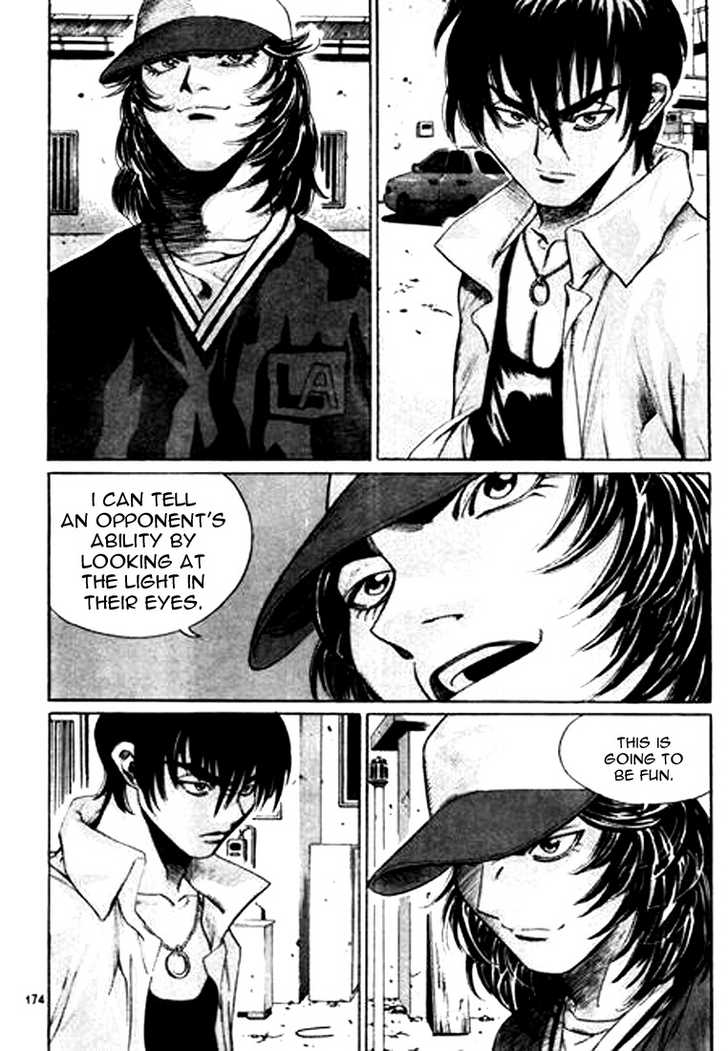 LA
I CAN TELL
AN OPPONENT'S
ABILITY BY
LOOKING AT
THE LIGHT IN
THEIR EYES.
THIS IS
GOING TO
BE FUN.
174